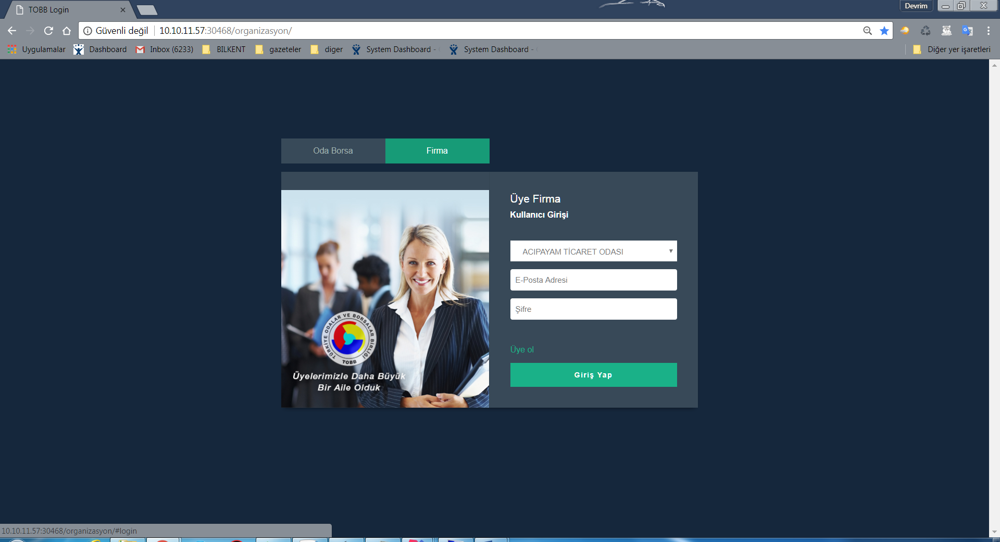 TOBB Login
Devrim
Güvenli değil
10.10.11.57:30468/organizasyon/
Uygulamalar
Dashboard
Inbox (6233)
BILKENT
gazeteler
diger
System Dashboard -
System Dashboard -
Diğer yer işaretleri
Oda Borsa
Firma
Üye Firma
Kullanıcı Girişi
ACIPAYAM TİCARET ODASI
E-Posta Adresi
Şifre
Üye ol
Giriş Yap
TÜRKİYE ODALAR VE BORSALAR BİRLİĞİ
TOBB
Üyelerimizle Daha Büyük
Bir Aile Olduk
10.10.11.57:30468/organizasyon/#login